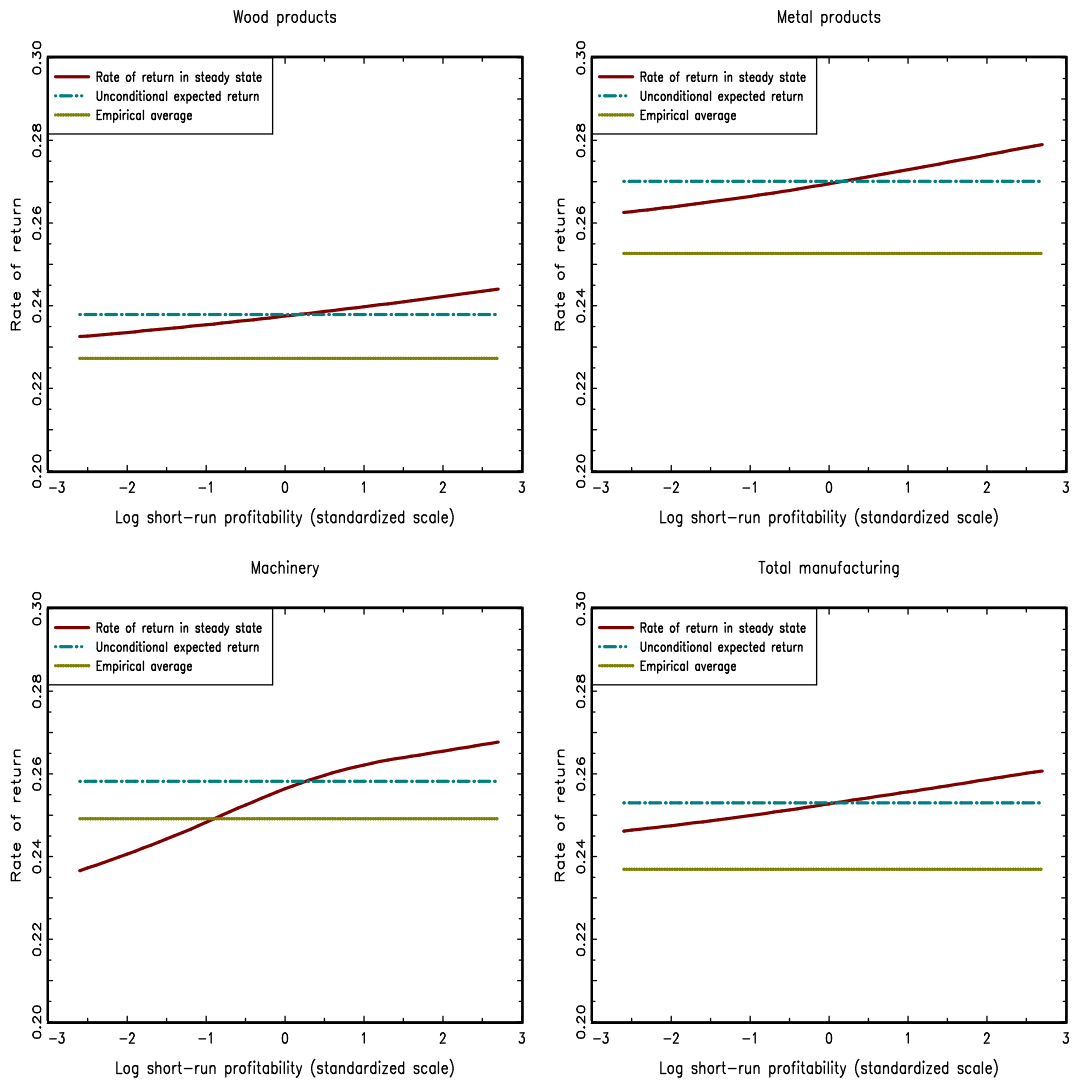 Wood products
0.30
0.28
0.26
0.24
0.22
0.20
Rate of return
Rate of return in steady state
Unconditional expected return
Empirical average
−3 −2 −1 0 1 2 3
Log short−run profitability (standardized scale)
Metal products
0.30
0.28
0.26
0.24
0.22
0.20
Rate of return
Rate of return in steady state
Unconditional expected return
Empirical average
−3 −2 −1 0 1 2 3
Log short−run profitability (standardized scale)
Machinery
0.30
0.28
0.26
0.24
0.22
0.20
Rate of return
Rate of return in steady state
Unconditional expected return
Empirical average
−3 −2 −1 0 1 2 3
Log short−run profitability (standardized scale)
Total manufacturing
0.30
0.28
0.26
0.24
0.22
0.20
Rate of return
Rate of return in steady state
Unconditional expected return
Empirical average
−3 −2 −1 0 1 2 3
Log short−run profitability (standardized scale)